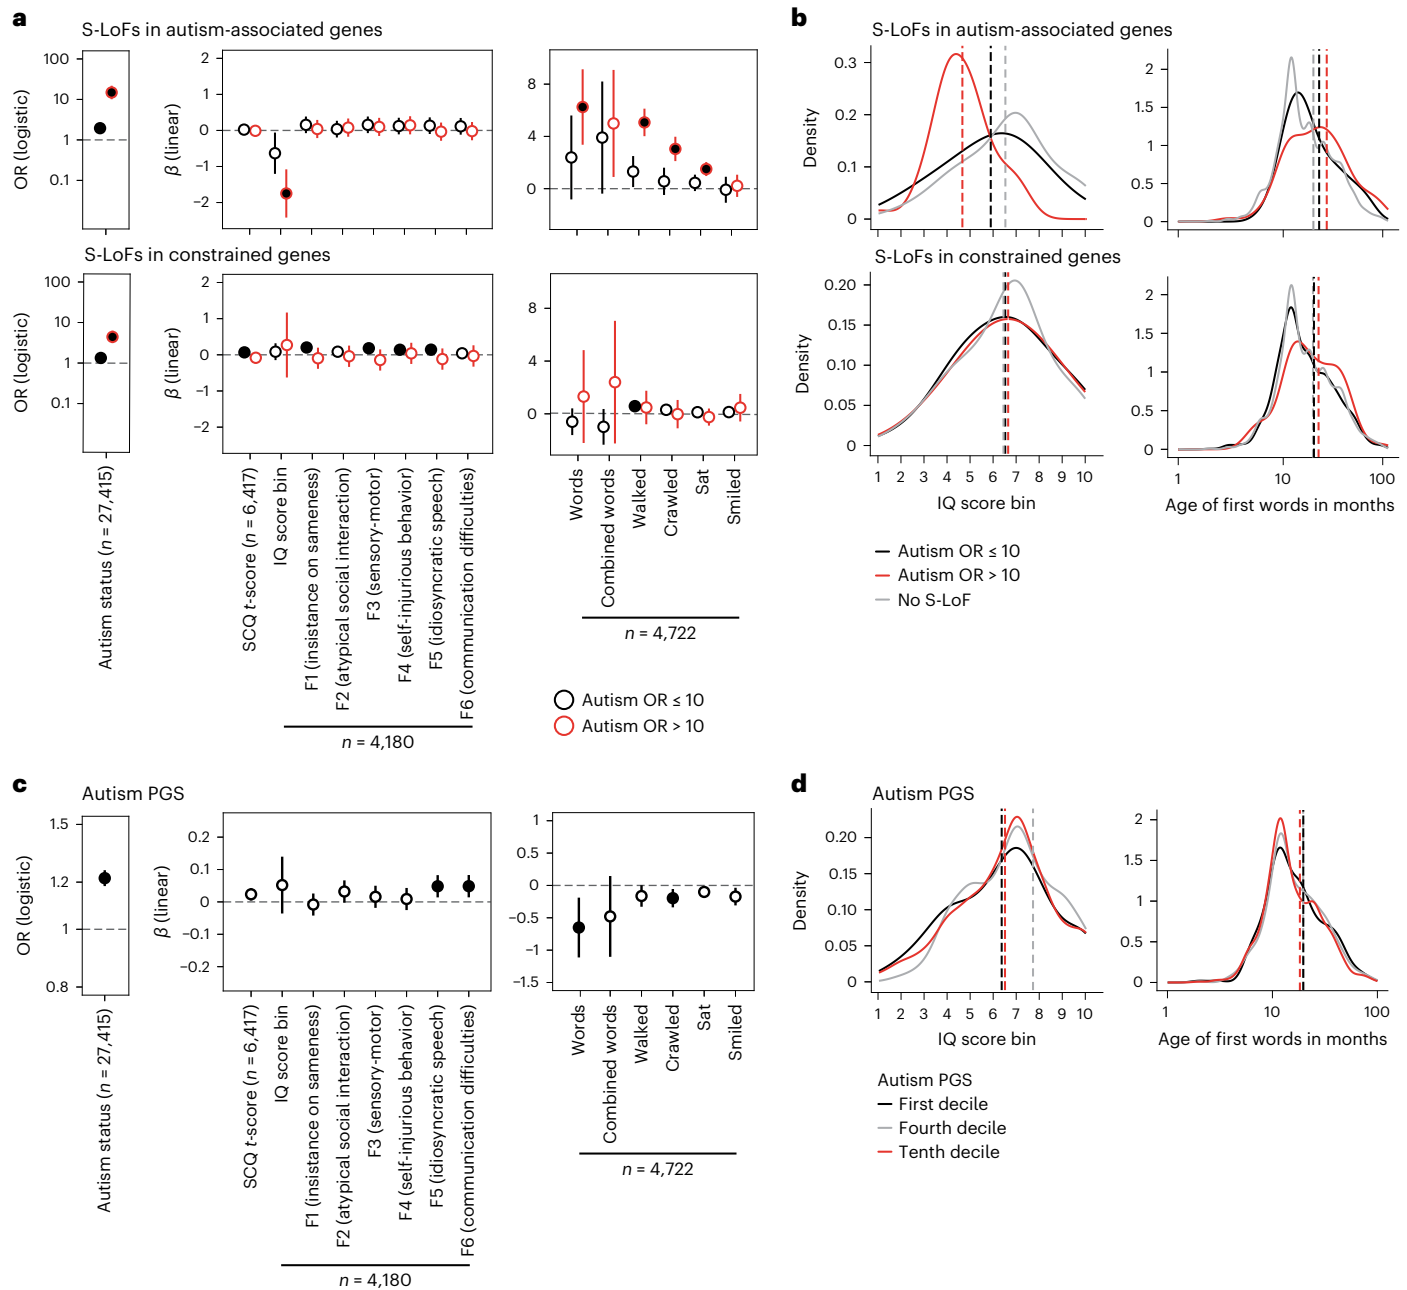 a
S-LoFs in autism-associated genes
OR (logistic)
100
10
1
0.1
β (linear)
2
1
0
−1
−2
8
4
0
S-LoFs in constrained genes
OR (logistic)
100
10
1
0.1
β (linear)
2
1
0
−1
−2
8
4
0
Autism status (n = 27,415)
SCQ t-score (n = 6,417)
IQ score bin
F1 (insistance on sameness)
F2 (atypical social interaction)
F3 (sensory-motor)
F4 (self-injurious behavior)
F5 (idiosyncratic speech)
F6 (communication difficulties)
n = 4,180
Words
Combined words
Walked
Crawled
Sat
Smiled
n = 4,722
Autism OR ≤ 10
Autism OR > 10
b
S-LoFs in autism-associated genes
Density
0.3
0.2
0.1
0
2
1.5
1
0.5
0
1 10 100
S-LoFs in constrained genes
Density
0.20
0.15
0.10
0.05
0
1 2 3 4 5 6 7 8 9 10
IQ score bin
2
1.5
1
0.5
0
1 10 100
Age of first words in months
Autism OR ≤ 10
Autism OR > 10
No S-LoF
c
Autism PGS
OR (logistic)
1.5
1.2
1
0.8
β (linear)
0.2
0.1
0
−0.1
−0.2
1
0.5
0
−0.5
−1
−1.5
Autism status (n = 27,415)
SCQ t-score (n = 6,417)
IQ score bin
F1 (insistance on sameness)
F2 (atypical social interaction)
F3 (sensory-motor)
F4 (self-injurious behavior)
F5 (idiosyncratic speech)
F6 (communication difficulties)
n = 4,180
Words
Combined words
Walked
Crawled
Sat
Smiled
n = 4,722
d
Autism PGS
Density
0.20
0.15
0.10
0.05
0
1 2 3 4 5 6 7 8 9 10
IQ score bin
2
1.5
1
0.5
0
1 10 100
Age of first words in months
Autism PGS
First decile
Fourth decile
Tenth decile